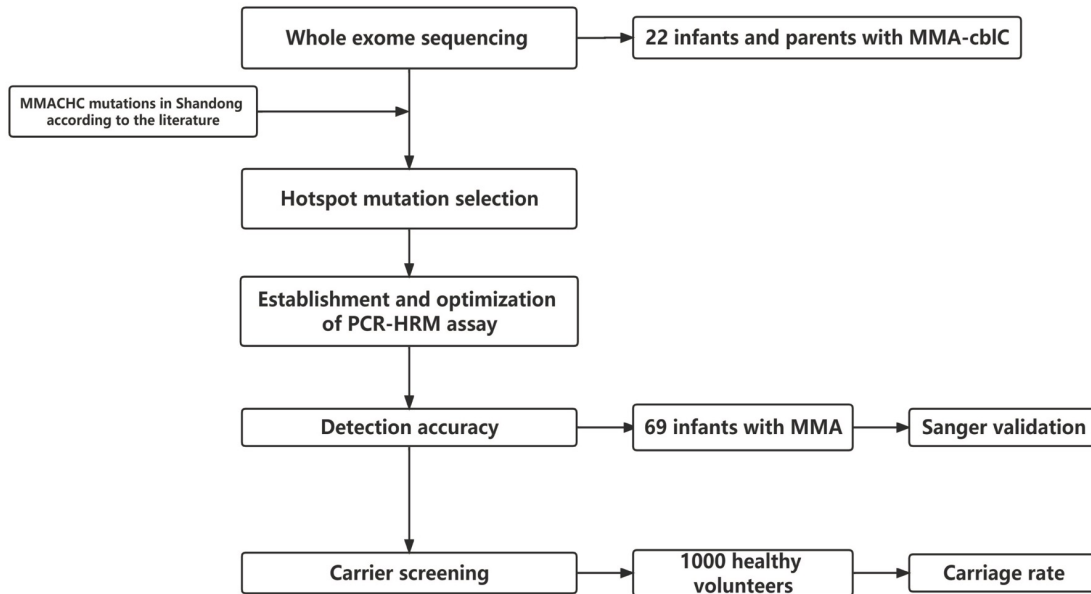 Whole exome sequencing
22 infants and parents with MMA-cblC
MMACHC mutations in Shandong
according to the literature
Hotspot mutation selection
Establishment and optimization
of PCR-HRM assay
Detection accuracy
69 infants with MMA
Sanger validation
Carrier screening
1000 healthy
volunteers
Carriage rate